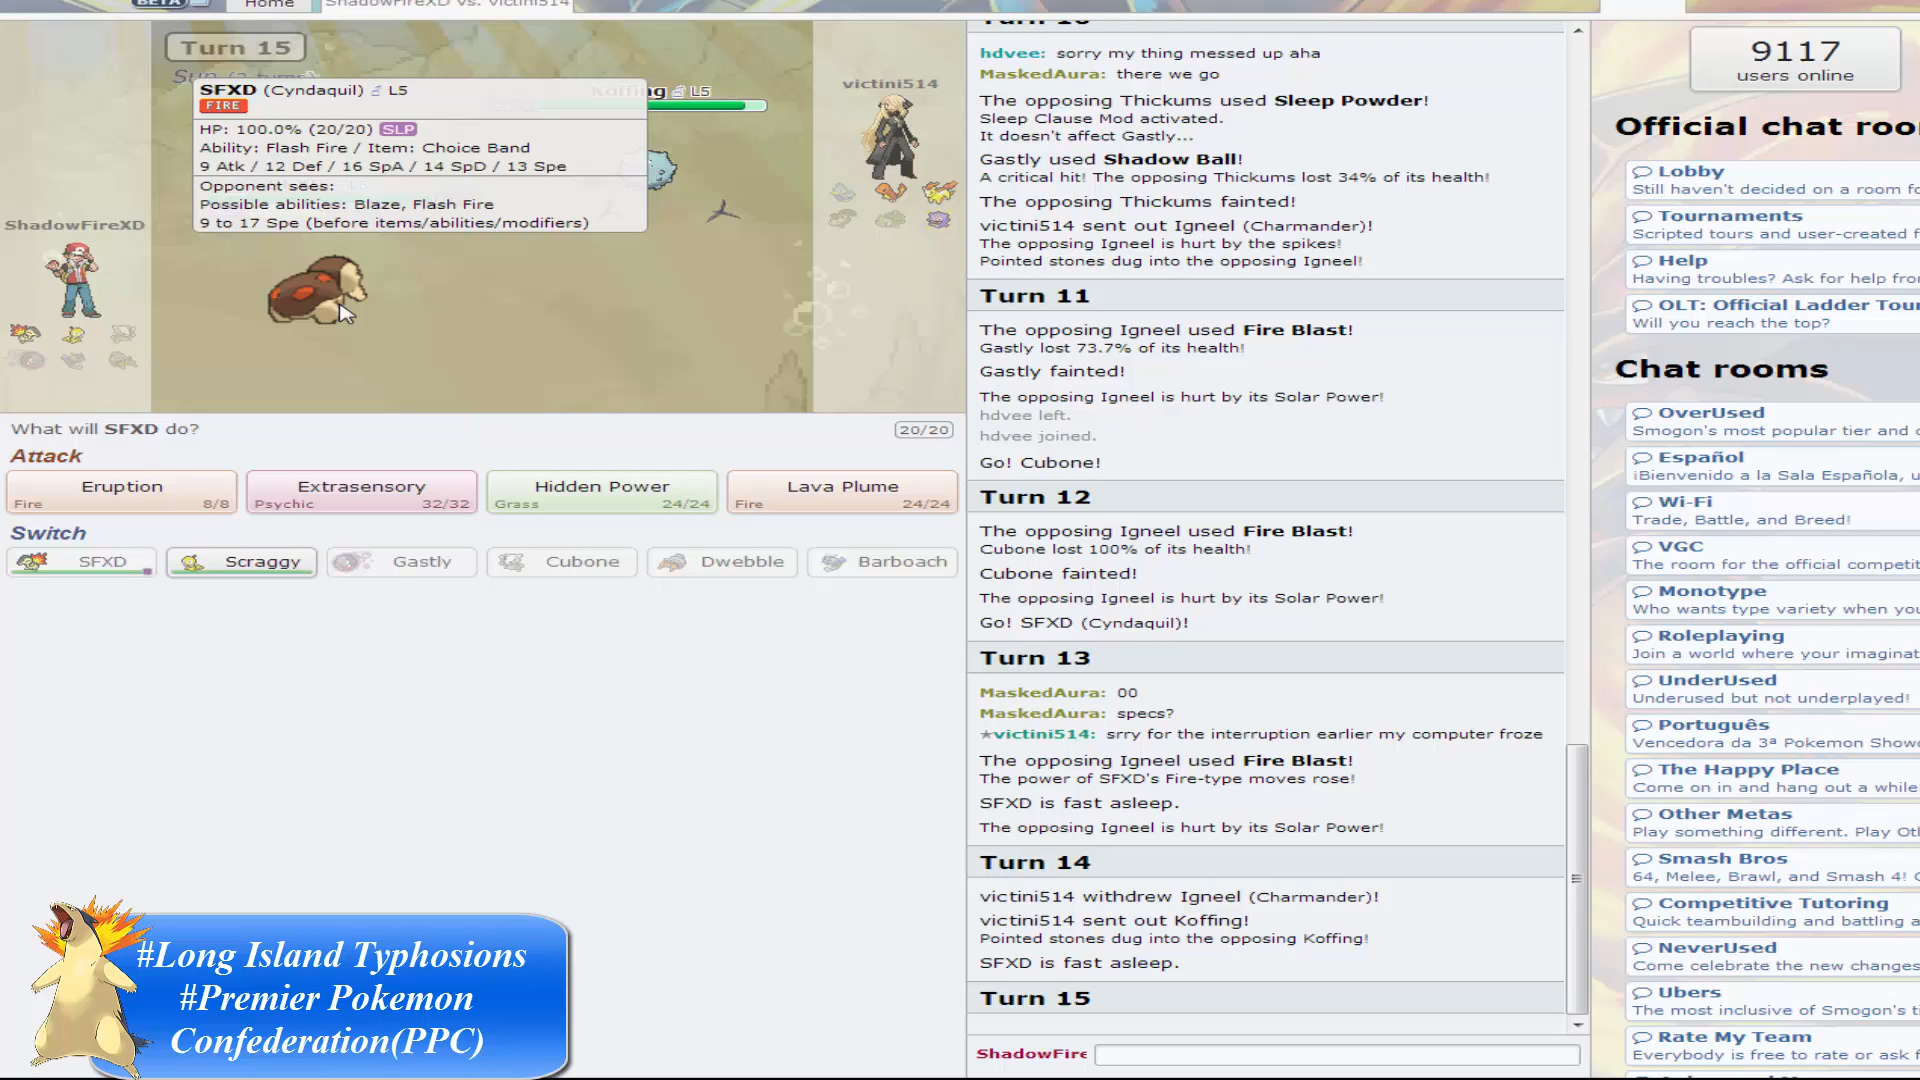 BETA
Home
ShadowFireXD vs. victini514
Turn 15
SFXD (Cyndaquil) L5
FIRE
HP: 100.0% (20/20) SLP
Ability: Flash Fire / Item: Choice Band
9 Atk / 12 Def / 16 SpA / 14 SpD / 13 Spe
Opponent sees:
Possible abilities: Blaze, Flash Fire
9 to 17 Spe (before items/abilities/modifiers)
Koffing L5
victini514
ShadowFireXD
What will SFXD do?
20/20
Attack
Eruption
Fire 8/8
Extrasensory
Psychic 32/32
Hidden Power
Grass 24/24
Lava Plume
Fire 24/24
Switch
SFXD
Scraggy
Gastly
Cubone
Dwebble
Barboach
#Long Island Typhosions
#Premier Pokemon
Confederation(PPC)
hdvee: sorry my thing messed up aha
MaskedAura: there we go
The opposing Thickums used Sleep Powder!
Sleep Clause Mod activated.
It doesn't affect Gastly...
Gastly used Shadow Ball!
A critical hit! The opposing Thickums lost 34% of its health!
The opposing Thickums fainted!
victini514 sent out Igneel (Charmander)!
The opposing Igneel is hurt by the spikes!
Pointed stones dug into the opposing Igneel!
Turn 11
The opposing Igneel used Fire Blast!
Gastly lost 73.7% of its health!
Gastly fainted!
The opposing Igneel is hurt by its Solar Power!
hdvee left.
hdvee joined.
Go! Cubone!
Turn 12
The opposing Igneel used Fire Blast!
Cubone lost 100% of its health!
Cubone fainted!
The opposing Igneel is hurt by its Solar Power!
Go! SFXD (Cyndaquil)!
Turn 13
MaskedAura: 00
MaskedAura: specs?
★victini514: srry for the interruption earlier my computer froze
The opposing Igneel used Fire Blast!
The power of SFXD's Fire-type moves rose!
SFXD is fast asleep.
The opposing Igneel is hurt by its Solar Power!
Turn 14
victini514 withdrew Igneel (Charmander)!
victini514 sent out Koffing!
Pointed stones dug into the opposing Koffing!
SFXD is fast asleep.
Turn 15
ShadowFire
9117
users online
Official chat roo
Lobby
Still haven't decided on a room fo
Tournaments
Scripted tours and user-created f
Help
Having troubles? Ask for help from
OLT: Official Ladder Tour
Will you reach the top?
Chat rooms
OverUsed
Smogon's most popular tier and o
Español
¡Bienvenido a la Sala Española, u
Wi-Fi
Trade, Battle, and Breed!
VGC
The room for the official competit
Monotype
Who wants type variety when you
Roleplaying
Join a world where your imaginat
UnderUsed
Underused but not underplayed!
Português
Vencedora da 3ª Pokemon Showd
The Happy Place
Come on in and hang out a while
Other Metas
Play something different. Play Oth
Smash Bros
64, Melee, Brawl, and Smash 4! C
Competitive Tutoring
Quick teambuilding and battling a
NeverUsed
Come celebrate the new changes
Ubers
The most inclusive of Smogon's ti
Rate My Team
Everybody is free to rate or ask f